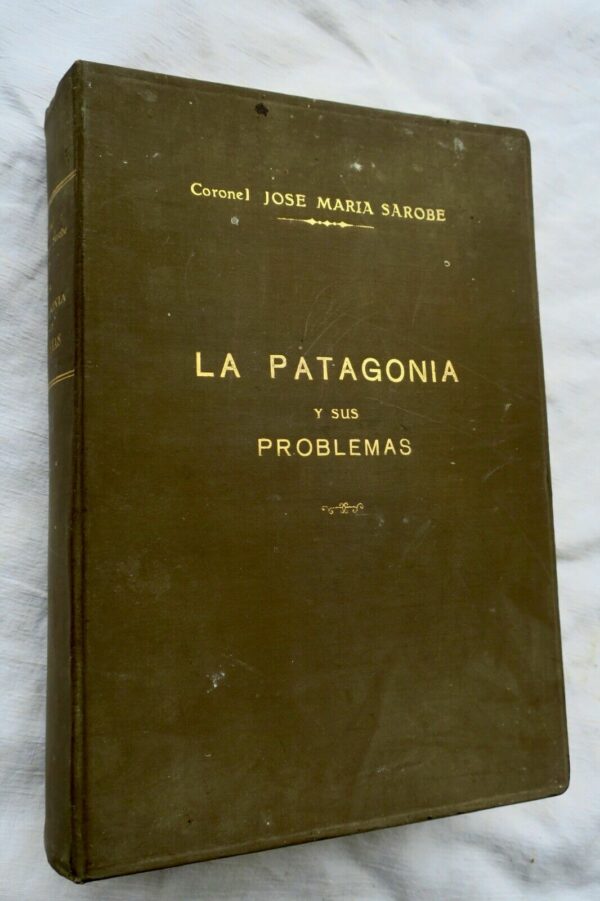 Coronel JOSE MARIA SAROBE
LA PATAGONIA
Y SUS
PROBLEMAS